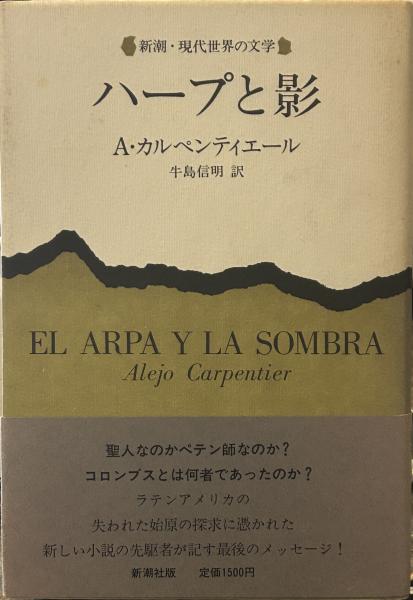 新潮・現代世界の文学
ハープと影
A・カルペンティエール
牛島信明 訳
EL ARPA Y LA SOMBRA
Alejo Carpentier
聖人なのかペテン師なのか？
コロンブスとは何者であったのか？
ラテンアメリカの
失われた始原の探求に憑かれた
新しい小説の先駆者が記す最後のメッセージ！
新潮社版 定価1500円